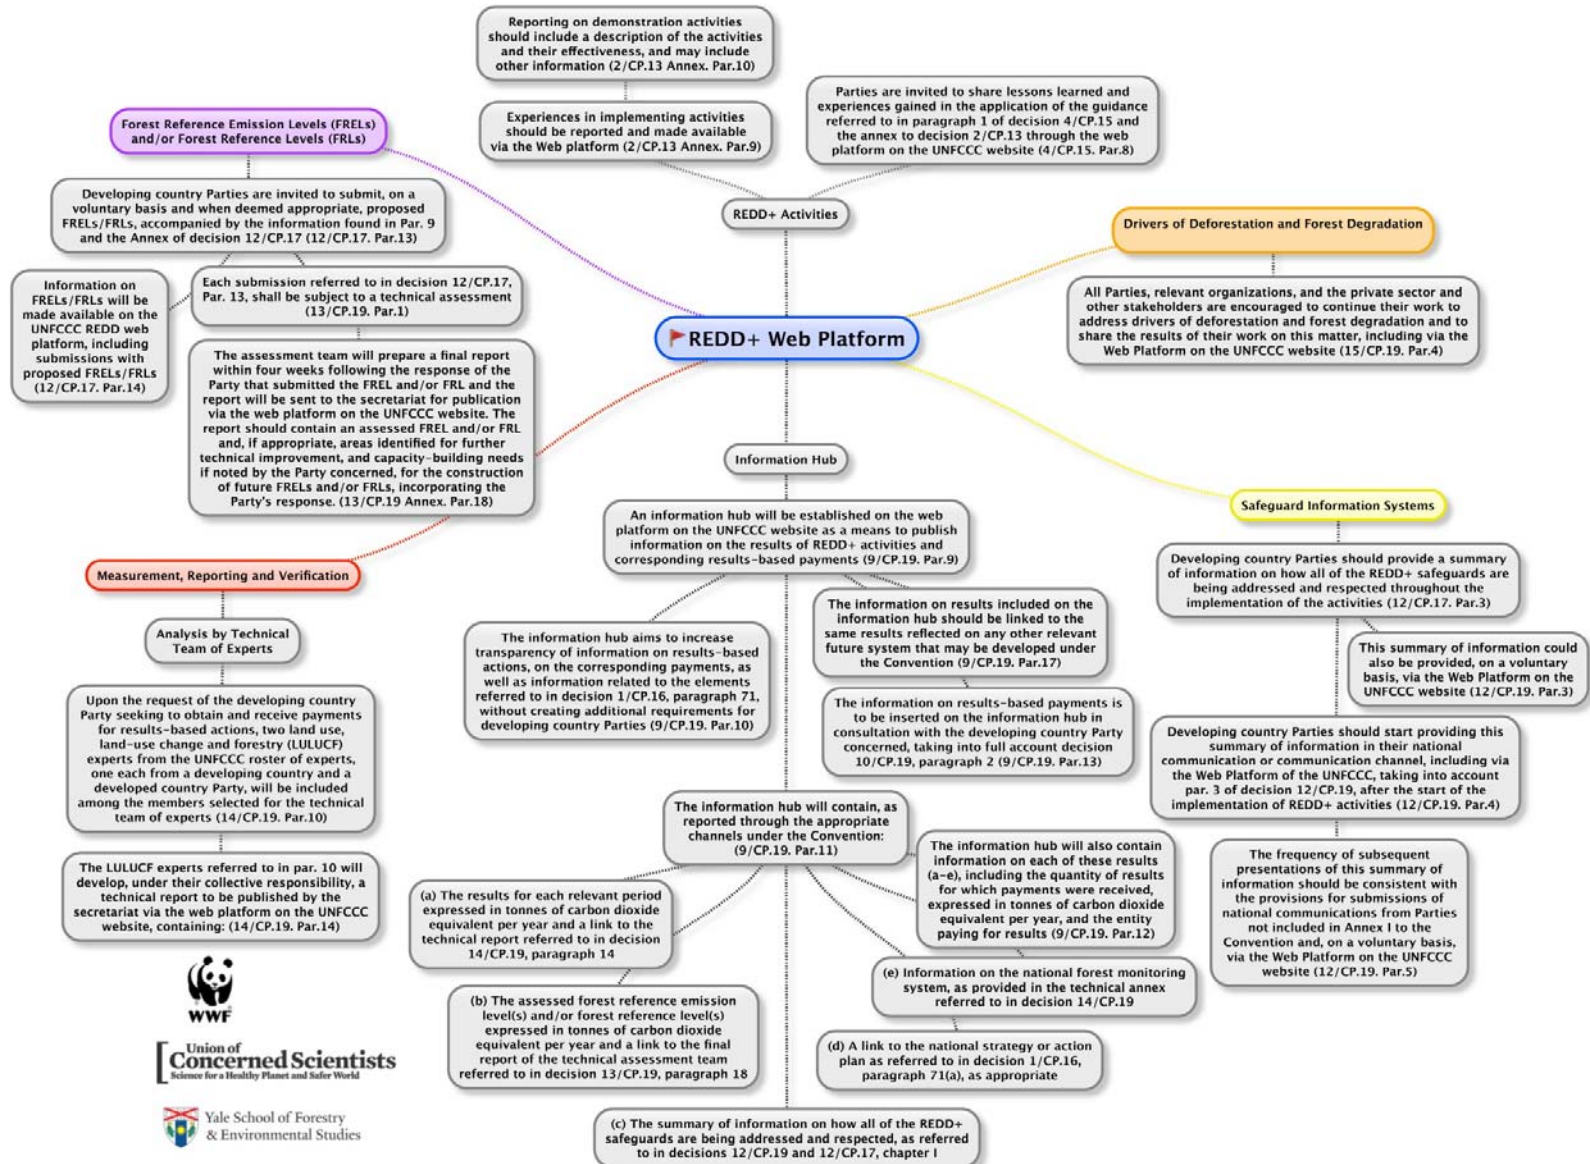 Reporting on demonstration activities
should include a description of the activities
and their effectiveness, and may include
other information (2/CP.13 Annex. Par.10)
Experiences in implementing activities
should be reported and made available
via the Web platform (2/CP.13 Annex. Par.9)
Parties are invited to share lessons learned and
experiences gained in the application of the guidance
referred to in paragraph 1 of decision 4/CP.15 and
the annex to decision 2/CP.13 through the web
platform on the UNFCCC website (4/CP.15. Par.8)
REDD+ Activities
Forest Reference Emission Levels (FRELs)
and/or Forest Reference Levels (FRLs)
Developing country Parties are invited to submit, on a
voluntary basis and when deemed appropriate, proposed
FRELs/FRLs, accompanied by the information found in Par. 9
and the Annex of decision 12/CP.17 (12/CP.17. Par.13)
Information on
FRELs/FRLs will be
made available on the
UNFCCC REDD web
platform, including
submissions with
proposed FRELs/FRLs
(12/CP.17. Par.14)
Each submission referred to in decision 12/CP.17,
Par. 13, shall be subject to a technical assessment
(13/CP.19. Par.1)
The assessment team will prepare a final report
within four weeks following the response of the
Party that submitted the FREL and/or FRL and the
report will be sent to the secretariat for publication
via the web platform on the UNFCCC website. The
report should contain an assessed FREL and/or FRL
and, if appropriate, areas identified for further
technical improvement, and capacity-building needs
if noted by the Party concerned, for the construction
of future FRELs and/or FRLs, incorporating the
Party's response. (13/CP.19 Annex. Par.18)
Drivers of Deforestation and Forest Degradation
All Parties, relevant organizations, and the private sector and
other stakeholders are encouraged to continue their work to
address drivers of deforestation and forest degradation and to
share the results of their work on this matter, including via the
Web Platform on the UNFCCC website (15/CP.19. Par.4)
REDD+ Web Platform
Information Hub
An information hub will be established on the web
platform on the UNFCCC website as a means to publish
information on the results of REDD+ activities and
corresponding results-based payments (9/CP.19. Par.9)
The information hub aims to increase
transparency of information on results-based
actions, on the corresponding payments, as
well as information related to the elements
referred to in decision 1/CP.16, paragraph 71,
without creating additional requirements for
developing country Parties (9/CP.19. Par.10)
The information on results included on the
information hub should be linked to the
same results reflected on any other relevant
future system that may be developed under
the Convention (9/CP.19. Par.17)
The information on results-based payments is
to be inserted on the information hub in
consultation with the developing country Party
concerned, taking into full account decision
10/CP.19, paragraph 2 (9/CP.19. Par.13)
The information hub will contain, as
reported through the appropriate
channels under the Convention:
(9/CP.19. Par.11)
The information hub will also contain
information on each of these results
(a-e), including the quantity of results
for which payments were received,
expressed in tonnes of carbon dioxide
equivalent per year, and the entity
paying for results (9/CP.19. Par.12)
(a) The results for each relevant period
expressed in tonnes of carbon dioxide
equivalent per year and a link to the
technical report referred to in decision
14/CP.19, paragraph 14
(b) The assessed forest reference emission
level(s) and/or forest reference level(s)
expressed in tonnes of carbon dioxide
equivalent per year and a link to the final
report of the technical assessment team
referred to in decision 13/CP.19, paragraph 18
(e) Information on the national forest monitoring
system, as provided in the technical annex
referred to in decision 14/CP.19
(d) A link to the national strategy or action
plan as referred to in decision 1/CP.16,
paragraph 71(a), as appropriate
(c) The summary of information on how all of the REDD+
safeguards are being addressed and respected, as referred
to in decisions 12/CP.19 and 12/CP.17, chapter I
Safeguard Information Systems
Developing country Parties should provide a summary
of information on how all of the REDD+ safeguards are
being addressed and respected throughout the
implementation of the activities (12/CP.17. Par.3)
This summary of information could
also be provided, on a voluntary
basis, via the Web Platform on the
UNFCCC website (12/CP.19. Par.3)
Developing country Parties should start providing this
summary of information in their national
communication or communication channel, including via
the Web Platform of the UNFCCC, taking into account
par. 3 of decision 12/CP.19, after the start of the
implementation of REDD+ activities (12/CP.19. Par.4)
The frequency of subsequent
presentations of this summary of
information should be consistent with
the provisions for submissions of
national communications from Parties
not included in Annex I to the
Convention and, on a voluntary basis,
via the Web Platform on the UNFCCC
website (12/CP.19. Par.5)
Measurement, Reporting and Verification
Analysis by Technical
Team of Experts
Upon the request of the developing country
Party seeking to obtain and receive payments
for results-based actions, two land use,
land-use change and forestry (LULUCF)
experts from the UNFCCC roster of experts,
one each from a developing country and a
developed country Party, will be included
among the members selected for the technical
team of experts (14/CP.19. Par.10)
The LULUCF experts referred to in par. 10 will
develop, under their collective responsibility, a
technical report to be published by the
secretariat via the web platform on the UNFCCC
website, containing: (14/CP.19. Par.14)
WWF
Union of
Concerned Scientists
Science for a Healthy Planet and Safer World
Yale School of Forestry
& Environmental Studies